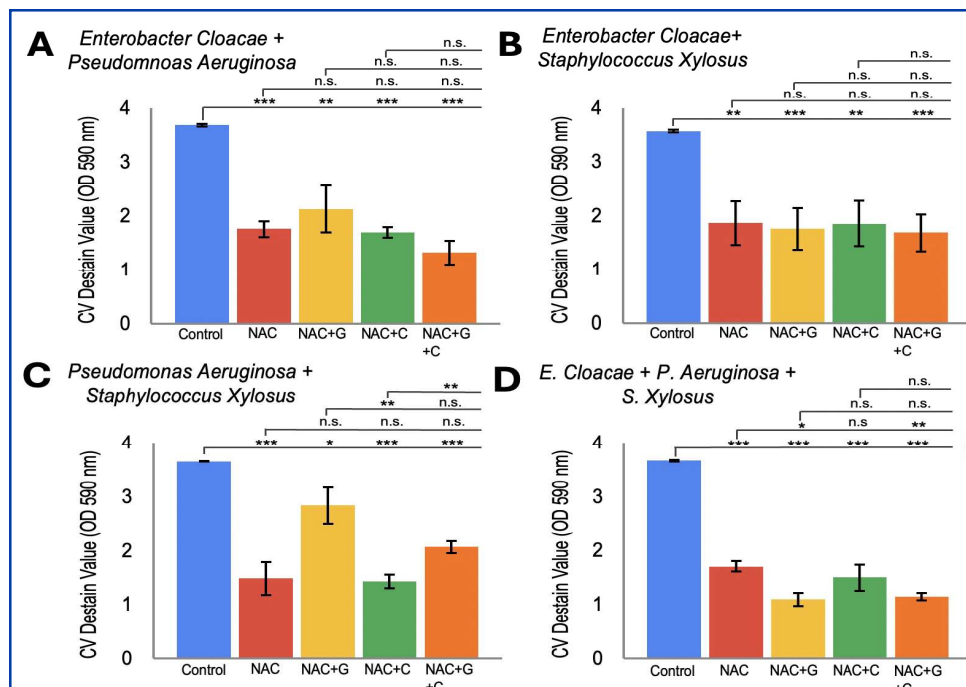 A
Enterobacter Cloacae +
Pseudomnoas Aeruginosa
n.s.
n.s. n.s.
n.s. n.s. n.s.
*** ** *** ***
CV Destain Value (OD 590 nm)
4
3
2
1
0
Control NAC NAC+G NAC+C NAC+G
+C
B
Enterobacter Cloacae+
Staphylococcus Xylosus
n.s.
n.s. n.s.
n.s. n.s. n.s.
** *** ** ***
CV Destain Value (OD 590 nm)
4
3
2
1
0
Control NAC NAC+G NAC+C NAC+G
+C
C
Pseudomonas Aeruginosa +
Staphylococcus Xylosus
**
** n.s.
n.s. n.s. n.s.
*** * *** ***
CV Destain Value (OD 590 nm)
4
3
2
1
0
Control NAC NAC+G NAC+C NAC+G
+C
D
E. Cloacae + P. Aeruginosa +
S. Xylosus
n.s.
n.s. n.s.
* n.s **
*** *** *** ***
CV Destain Value (OD 590 nm)
4
3
2
1
0
Control NAC NAC+G NAC+C NAC+G
+C